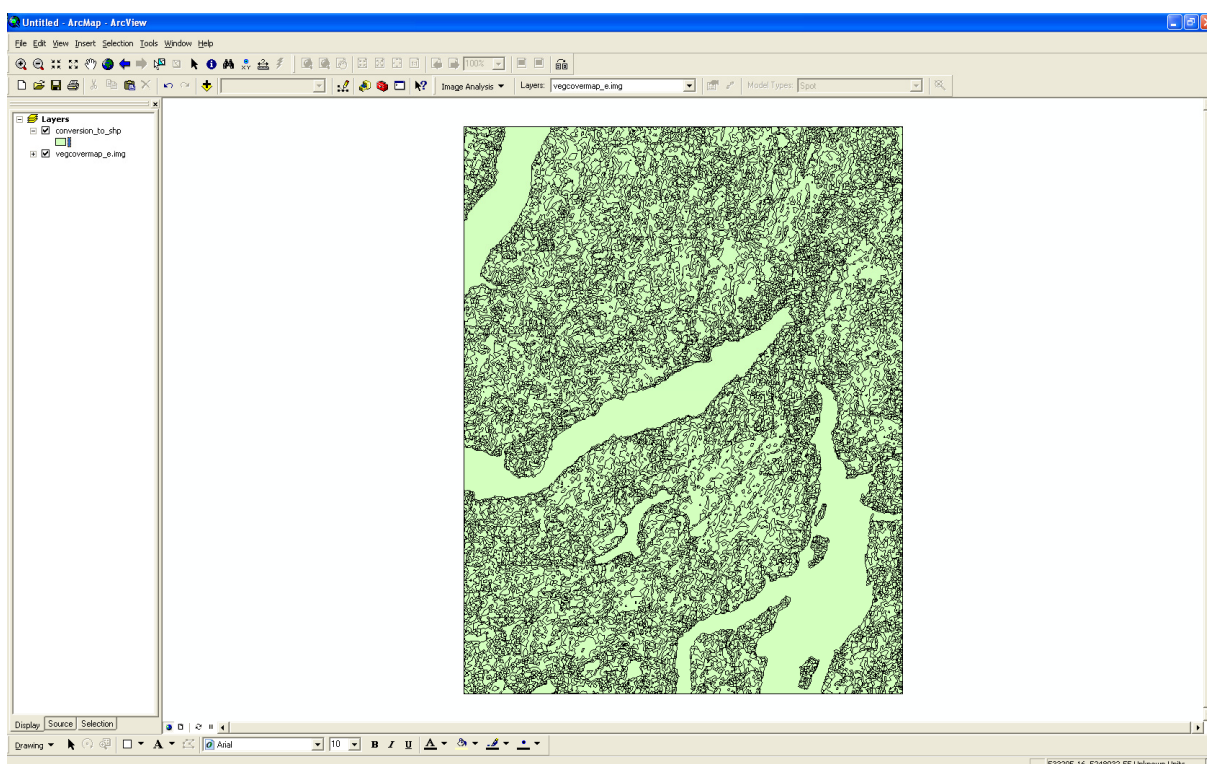 Untitled - ArcMap - ArcView
File Edit View Insert Selection Tools Window Help
100%
Image Analysis Layers: vegcovermap_e.img Model Types: Spot
Layers
conversion_to_shp
vegcovermap_e.img
Display Source Selection
Drawing A Arial 10 B I U A